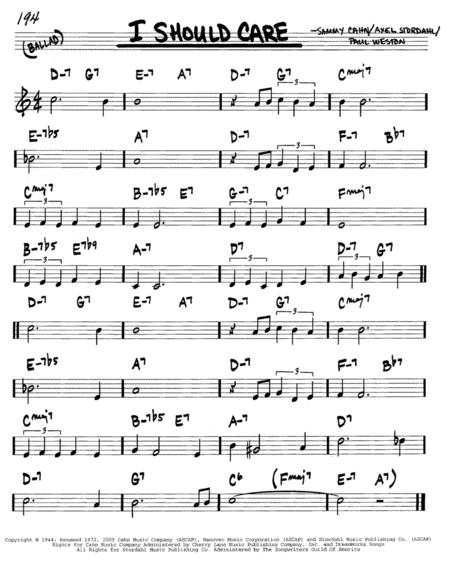 194
(BALLAD)
I SHOULD CARE
-SAMMY CAHN/AXEL STORDAHL/
PAUL WESTON
D-7 G7 E-7 A7 D-7 G7 Cmaj7
3
E-7b5 A7 D-7 F-7 Bb7
3
Cmaj7 B-7b5 E7 G-7 C7 Fmaj7
3 3
B-7b5 E7b9 A-7 D7 D-7 G7
3 3
D-7 G7 E-7 A7 D-7 G7 Cmaj7
3
E-7b5 A7 D-7 F-7 Bb7
3
Cmaj7 B-7b5 E7 A-7 D7
3
D-7 G7 C6 (Fmaj7 E-7 A7)
Copyright © 1944; Renewed 1972, 2005 Cahn Music Company (ASCAP), Hanover Music Corporation (ASCAP) and Stordahl Music Publishing Co. (ASCAP)
Rights for Cahn Music Company Administered by Cherry Lane Music Publishing Company, Inc. and DreamWorks Songs
All Rights for Stordahl Music Publishing Co. Administered by The Songwriters Guild Of America